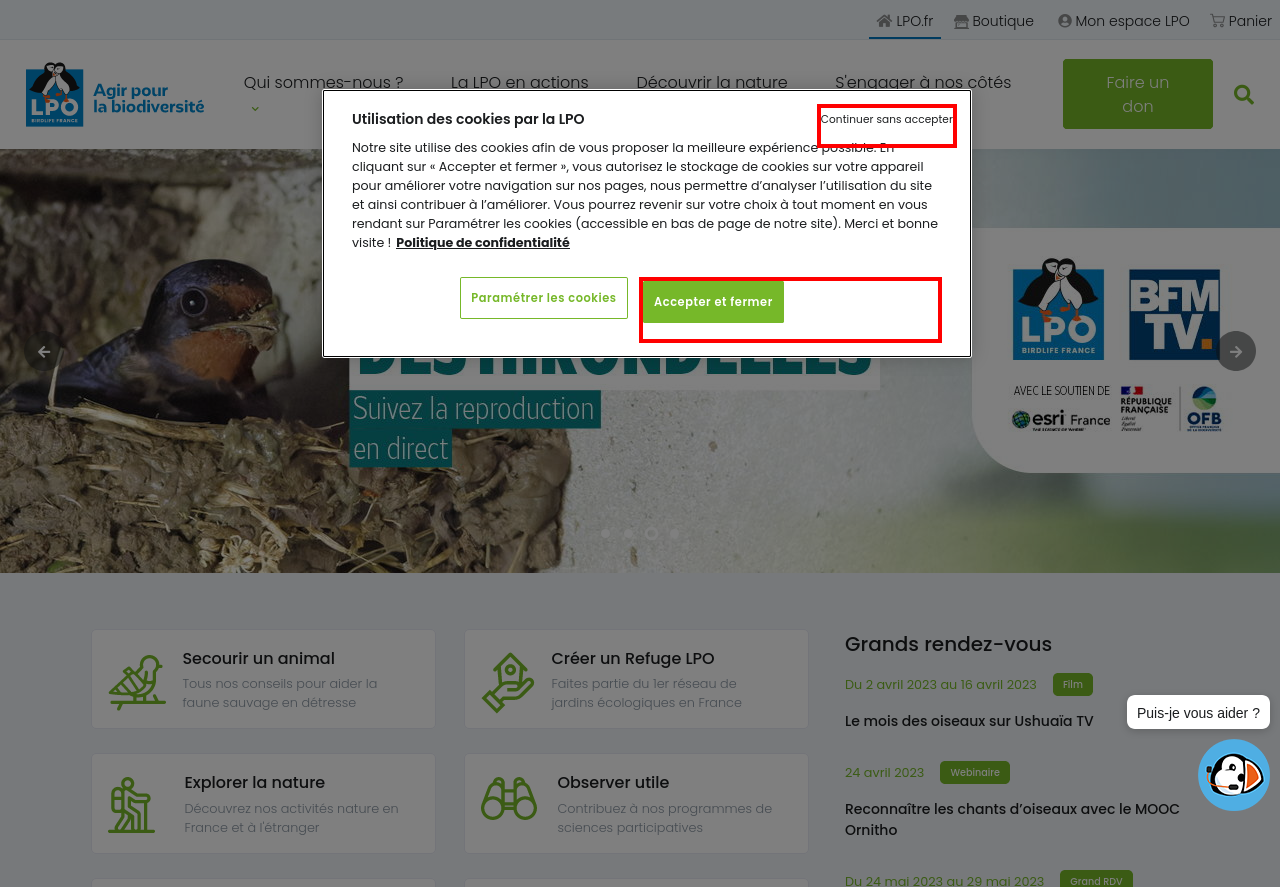 LPO.fr
Boutique
Mon espace LPO
Panier
LPO
BIRDLIFE FRANCE
Agir pour
la biodiversité
Qui sommes-nous ?
La LPO en actions
Découvrir la nature
S'engager à nos côtés
Faire un
don
Utilisation des cookies par la LPO
Continuer sans accepter
Notre site utilise des cookies afin de vous proposer la meilleure expérience possible. En
cliquant sur « Accepter et fermer », vous autorisez le stockage de cookies sur votre appareil
pour améliorer votre navigation sur nos pages, nous permettre d’analyser l’utilisation du site
et ainsi contribuer à l’améliorer. Vous pourrez revenir sur votre choix à tout moment en vous
rendant sur Paramétrer les cookies (accessible en bas de page de notre site). Merci et bonne
visite ! Politique de confidentialité
Paramétrer les cookies
Accepter et fermer
DES HIRONDELLES
Suivez la reproduction
en direct
LPO
BIRDLIFE FRANCE
BFM
TV.
AVEC LE SOUTIEN DE
esri France
THE SCIENCE OF WHERE
RÉPUBLIQUE
FRANÇAISE
Liberté
Égalité
Fraternité
OFB
OFFICE FRANÇAIS
DE LA BIODIVERSITÉ
Secourir un animal
Tous nos conseils pour aider la
faune sauvage en détresse
Créer un Refuge LPO
Faites partie du 1er réseau de
jardins écologiques en France
Explorer la nature
Découvrez nos activités nature en
France et à l'étranger
Observer utile
Contribuez à nos programmes de
sciences participatives
Grands rendez-vous
Du 2 avril 2023 au 16 avril 2023
Film
Le mois des oiseaux sur Ushuaïa TV
24 avril 2023
Webinaire
Reconnaître les chants d’oiseaux avec le MOOC
Ornitho
Du 24 mai 2023 au 29 mai 2023
Grand RDV
Puis-je vous aider ?